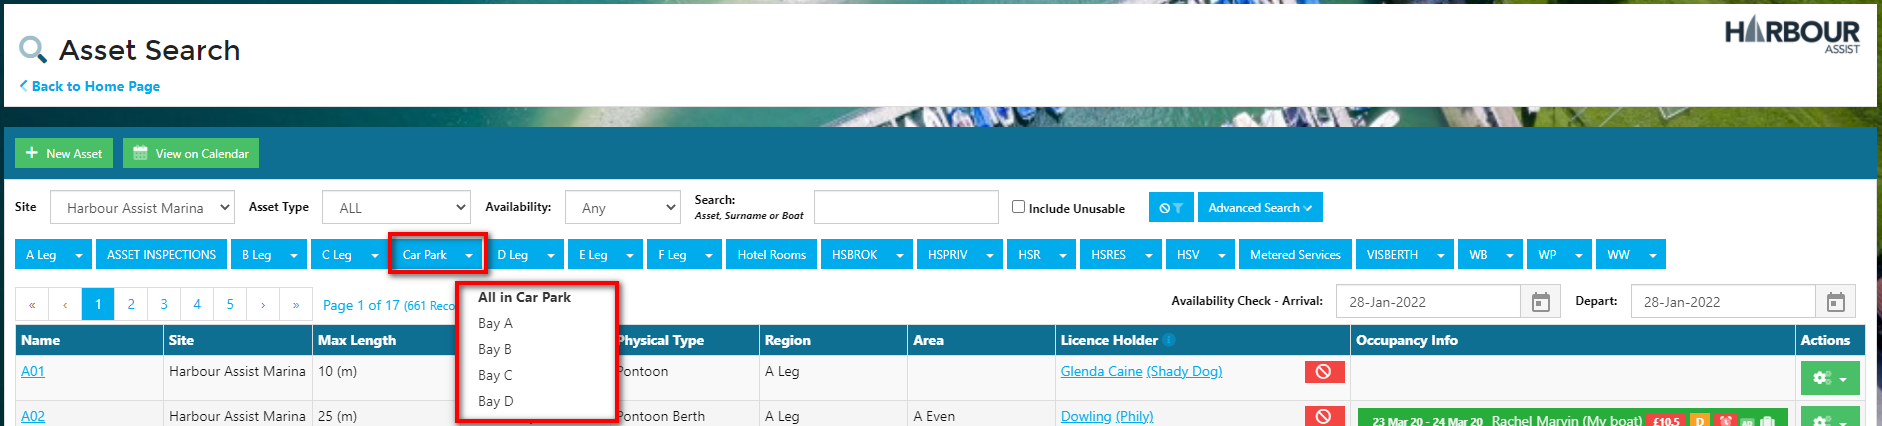 HARBOUR
ASSIST
Asset Search
Back to Home Page
+ New Asset View on Calendar
Site Harbour Assist Marina Asset Type ALL Availability: Any Search: Asset, Surname or Boat Include Unusable Advanced Search
A Leg ASSET INSPECTIONS B Leg C Leg Car Park D Leg E Leg F Leg Hotel Rooms HSBROK HSPRIV HSR HSRES HSV Metered Services VISBERTH WB WP WW
« ‹ 1 2 3 4 5 › » Page 1 of 17 (661 Reco Availability Check - Arrival: 28-Jan-2022 Depart: 28-Jan-2022
All in Car Park
Bay A
Bay B
Bay C
Bay D
Name Site Max Length Physical Type Region Area Licence Holder Occupancy Info Actions
A01 Harbour Assist Marina 10 (m) Pontoon A Leg Glenda Caine (Shady Dog)
A02 Harbour Assist Marina 25 (m) Pontoon Berth A Leg A Even Dowling (Phily) 23 Mar 20 - 24 Mar 20 Rachel Marvin (My boat) £10.5 D